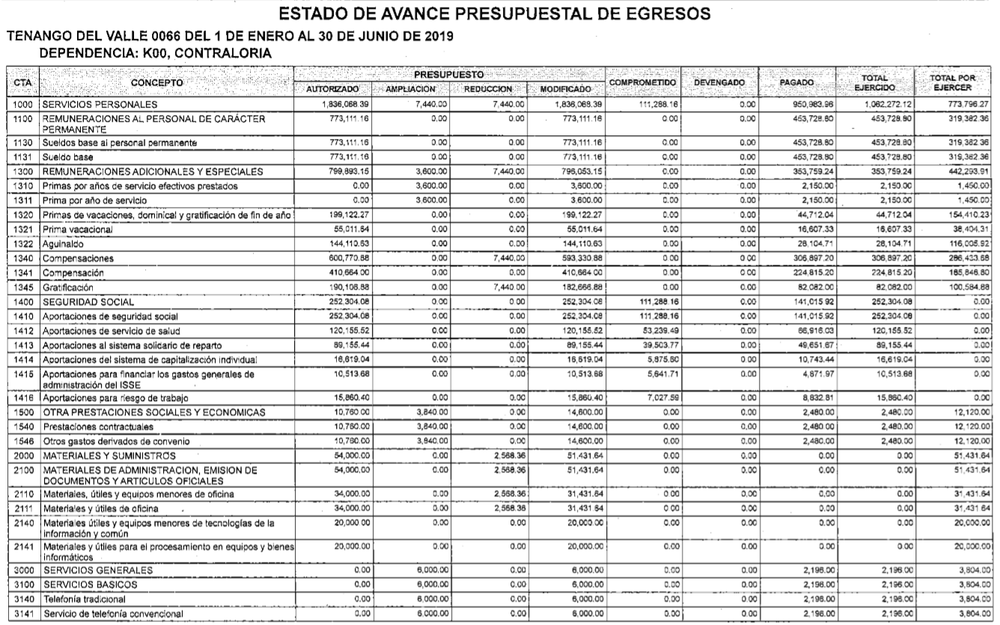 ESTADO DE AVANCE PRESUPUESTAL DE EGRESOS
TENANGO DEL VALLE 0066 DEL 1 DE ENERO AL 30 DE JUNIO DE 2019
DEPENDENCIA: K00, CONTRALORIA
CTA CONCEPTO PRESUPUESTO COMPROMETIDO DEVENGADO PAGADO TOTAL EJERCIDO TOTAL POR EJERCER
AUTORIZADO AMPLIACION REDUCCION MODIFICADO
1000 SERVICIOS PERSONALES 1,836,068.39 7,440.00 7,440.00 1,836,068.39 111,288.16 0.00 950,983.96 1,062,272.12 773,796.27
1100 REMUNERACIONES AL PERSONAL DE CARÁCTER PERMANENTE 773,111.16 0.00 0.00 773,111.16 0.00 0.00 453,728.80 453,728.80 319,382.36
1130 Sueldos base al personal permanente 773,111.16 0.00 0.00 773,111.16 0.00 0.00 453,728.80 453,728.80 319,382.36
1131 Sueldo base 773,111.16 0.00 0.00 773,111.16 0.00 0.00 453,728.80 453,728.80 319,382.36
1300 REMUNERACIONES ADICIONALES Y ESPECIALES 799,893.15 3,600.00 7,440.00 796,053.15 0.00 0.00 353,759.24 353,759.24 442,293.91
1310 Primas por años de servicio efectivos prestados 0.00 3,600.00 0.00 3,600.00 0.00 0.00 2,150.00 2,150.00 1,450.00
1311 Prima por año de servicio 0.00 3,600.00 0.00 3,600.00 0.00 0.00 2,150.00 2,150.00 1,450.00
1320 Primas de vacaciones, dominical y gratificación de fin de año 199,122.27 0.00 0.00 199,122.27 0.00 0.00 44,712.04 44,712.04 154,410.23
1321 Prima vacacional 55,011.64 0.00 0.00 55,011.64 0.00 0.00 16,607.33 16,607.33 38,404.31
1322 Aguinaldo 144,110.63 0.00 0.00 144,110.63 0.00 0.00 28,104.71 28,104.71 116,005.92
1340 Compensaciones 600,770.88 0.00 7,440.00 593,330.88 0.00 0.00 306,897.20 306,897.20 286,433.68
1341 Compensación 410,664.00 0.00 0.00 410,664.00 0.00 0.00 224,815.20 224,815.20 185,848.80
1345 Gratificación 190,106.88 0.00 7,440.00 182,666.88 0.00 0.00 82,082.00 82,082.00 100,584.88
1400 SEGURIDAD SOCIAL 252,304.08 0.00 0.00 252,304.08 111,288.16 0.00 141,015.92 252,304.08 0.00
1410 Aportaciones de seguridad social 252,304.08 0.00 0.00 252,304.08 111,288.16 0.00 141,015.92 252,304.08 0.00
1412 Aportaciones de servicio de salud 120,155.52 0.00 0.00 120,155.52 53,239.49 0.00 66,916.03 120,155.52 0.00
1413 Aportaciones al sistema solidario de reparto 89,155.44 0.00 0.00 89,155.44 39,503.77 0.00 49,651.67 89,155.44 0.00
1414 Aportaciones del sistema de capitalización individual 16,619.04 0.00 0.00 16,619.04 5,875.60 0.00 10,743.44 16,619.04 0.00
1415 Aportaciones para financiar los gastos generales de administración del ISSE 10,513.68 0.00 0.00 10,513.68 5,641.71 0.00 4,871.97 10,513.68 0.00
1416 Aportaciones para riesgo de trabajo 15,860.40 0.00 0.00 15,860.40 7,027.59 0.00 8,832.81 15,860.40 0.00
1500 OTRA PRESTACIONES SOCIALES Y ECONOMICAS 10,760.00 3,840.00 0.00 14,600.00 0.00 0.00 2,480.00 2,480.00 12,120.00
1540 Prestaciones contractuales 10,760.00 3,840.00 0.00 14,600.00 0.00 0.00 2,480.00 2,480.00 12,120.00
1546 Otros gastos derivados de convenio 10,760.00 3,840.00 0.00 14,600.00 0.00 0.00 2,480.00 2,480.00 12,120.00
2000 MATERIALES Y SUMINISTROS 54,000.00 0.00 2,568.36 51,431.64 0.00 0.00 0.00 0.00 51,431.64
2100 MATERIALES DE ADMINISTRACION, EMISION DE DOCUMENTOS Y ARTICULOS OFICIALES 54,000.00 0.00 2,568.36 51,431.64 0.00 0.00 0.00 0.00 51,431.64
2110 Materiales, útiles y equipos menores de oficina 34,000.00 0.00 2,568.36 31,431.64 0.00 0.00 0.00 0.00 31,431.64
2111 Materiales y útiles de oficina 34,000.00 0.00 2,568.36 31,431.64 0.00 0.00 0.00 0.00 31,431.64
2140 Materiales útiles y equipos menores de tecnologías de la información y común 20,000.00 0.00 0.00 20,000.00 0.00 0.00 0.00 0.00 20,000.00
2141 Materiales y útiles para el procesamiento en equipos y bienes informáticos 20,000.00 0.00 0.00 20,000.00 0.00 0.00 0.00 0.00 20,000.00
3000 SERVICIOS GENERALES 0.00 6,000.00 0.00 6,000.00 0.00 0.00 2,196.00 2,196.00 3,804.00
3100 SERVICIOS BASICOS 0.00 6,000.00 0.00 6,000.00 0.00 0.00 2,196.00 2,196.00 3,804.00
3140 Telefonía tradicional 0.00 6,000.00 0.00 6,000.00 0.00 0.00 2,196.00 2,196.00 3,804.00
3141 Servicio de telefonía convencional 0.00 6,000.00 0.00 6,000.00 0.00 0.00 2,196.00 2,196.00 3,804.00